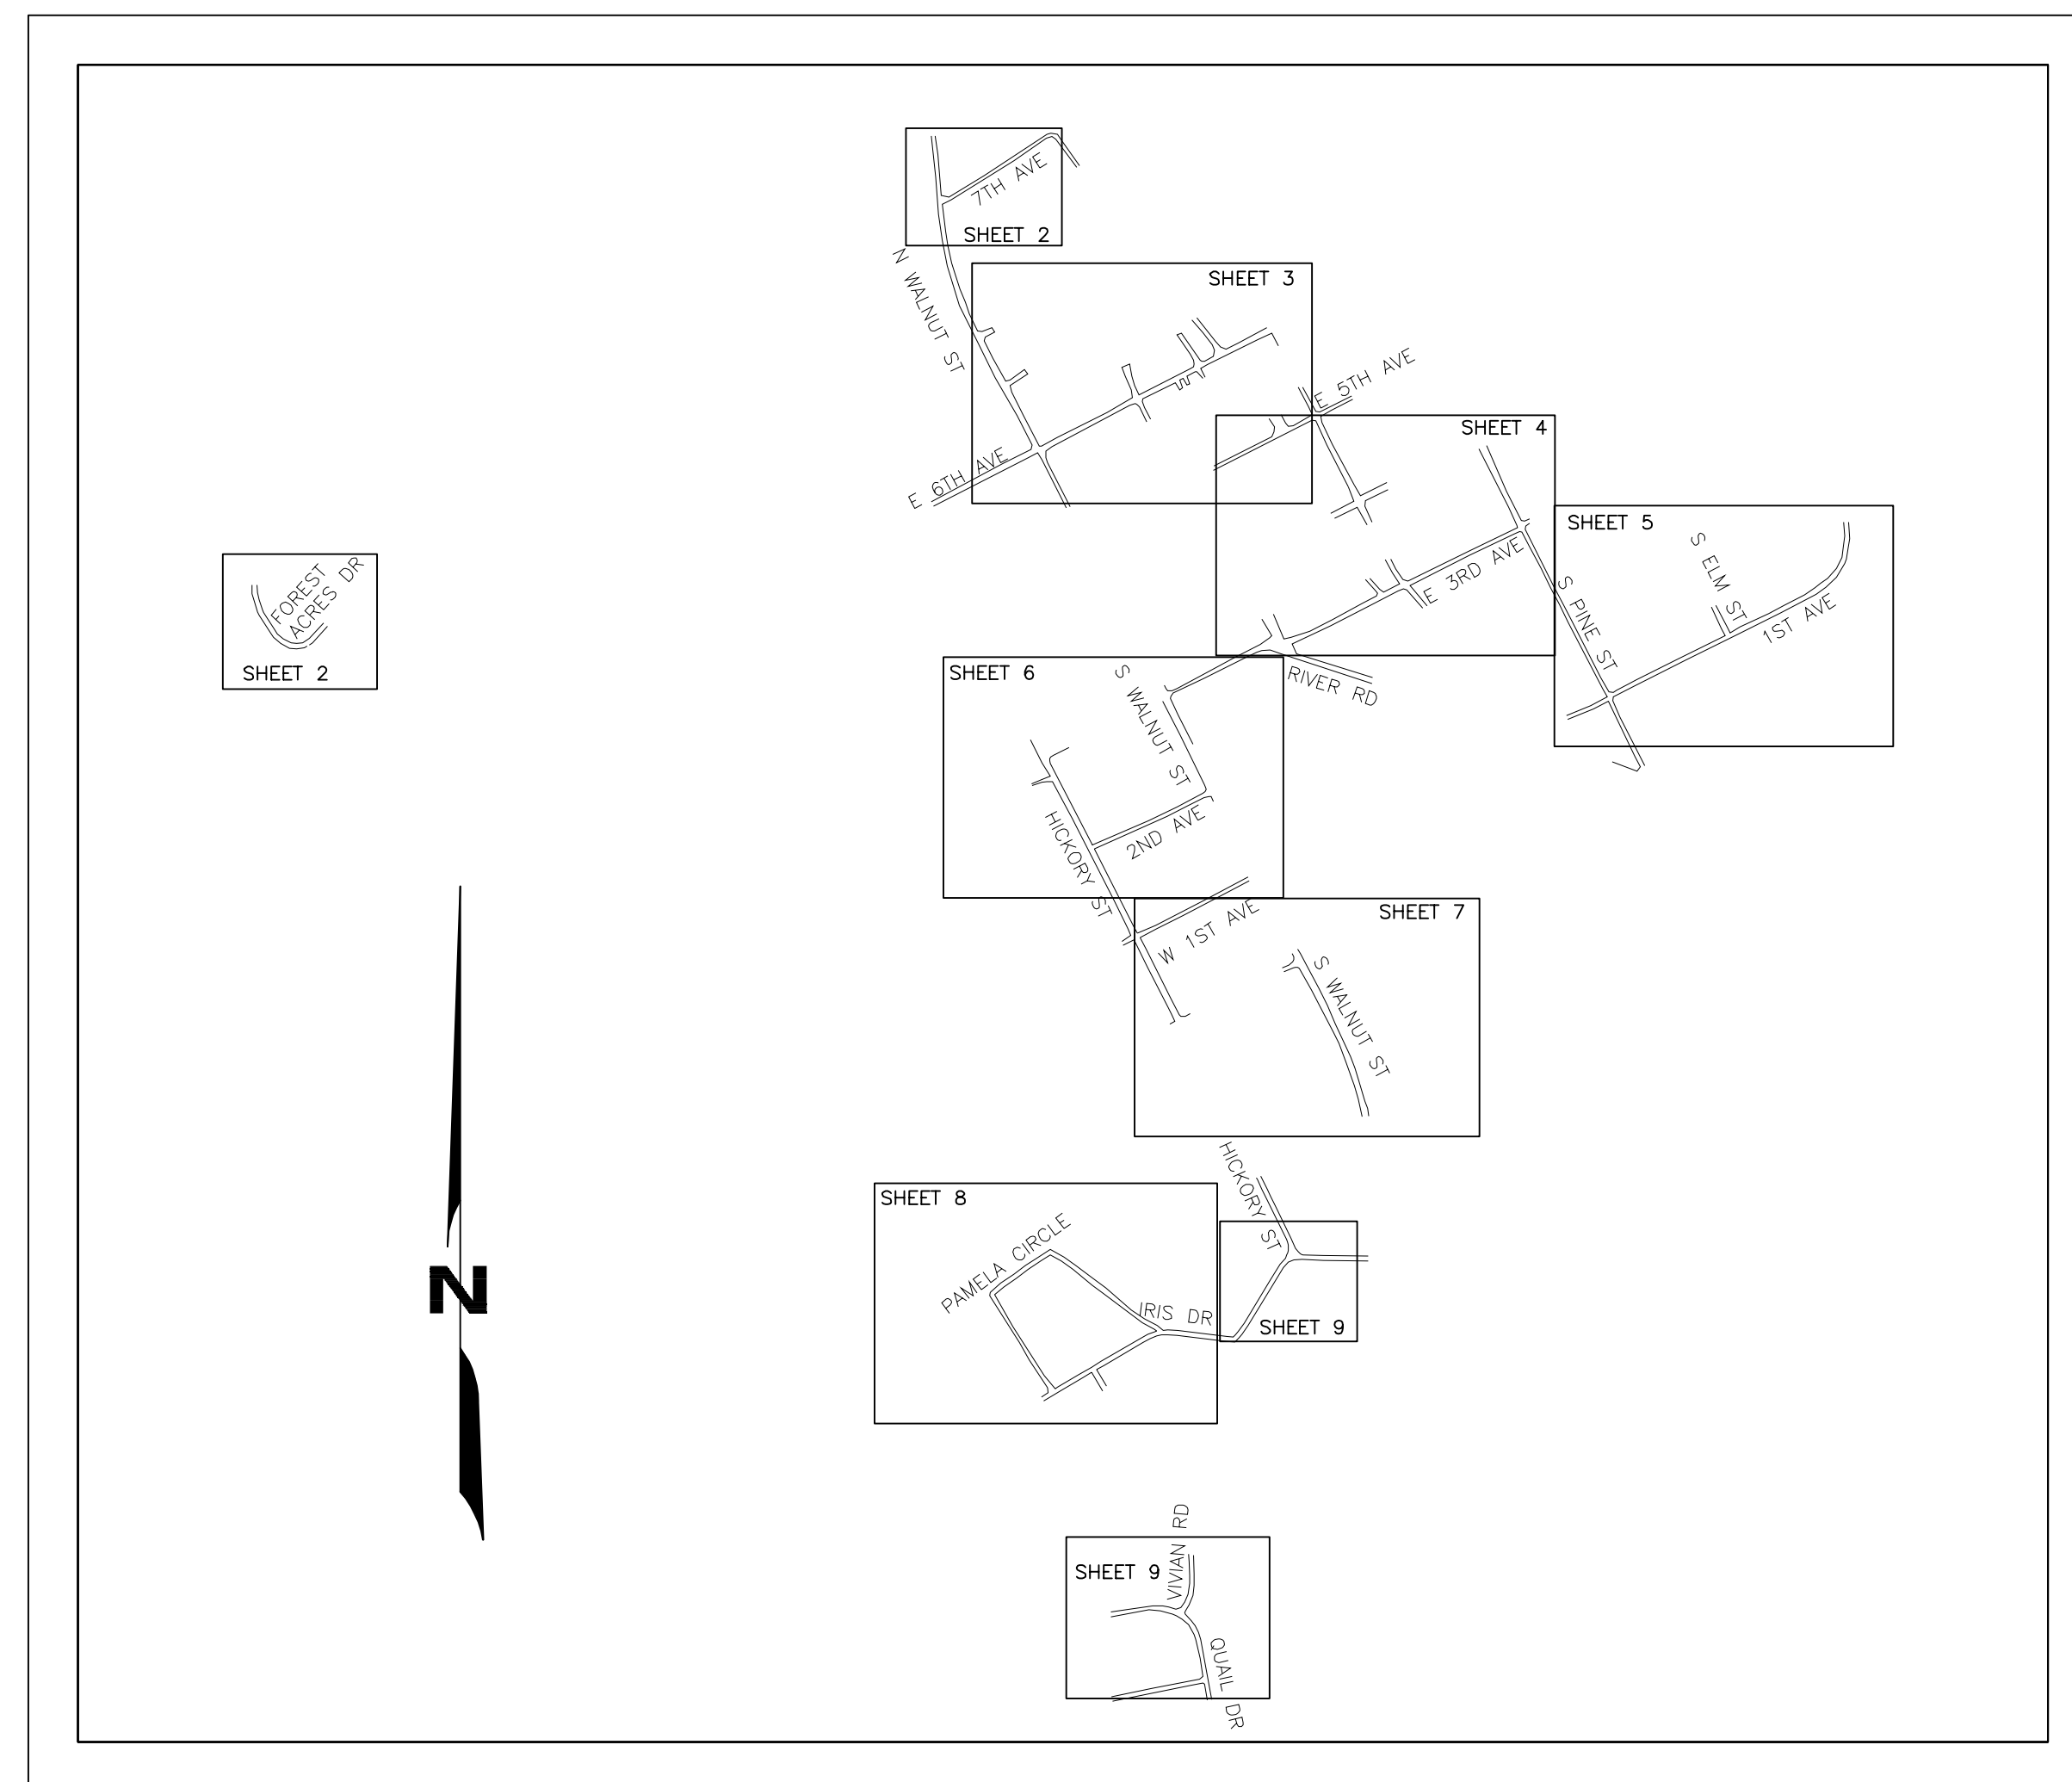 7TH AVE
SHEET 2
N WALNUT ST
SHEET 3
E 5TH AVE
E 6TH AVE
SHEET 4
SHEET 5
S ELM ST
E 3RD AVE
S PINE ST
1ST AVE
FOREST
ACRES DR
SHEET 2
SHEET 6
S WALNUT ST
RIVER RD
HICKORY ST
2ND AVE
SHEET 7
W 1ST AVE
S WALNUT ST
HICKORY ST
SHEET 8
PAMELA CIRCLE
IRIS DR
SHEET 9
N
VIVIAN RD
SHEET 9
QUAIL DR